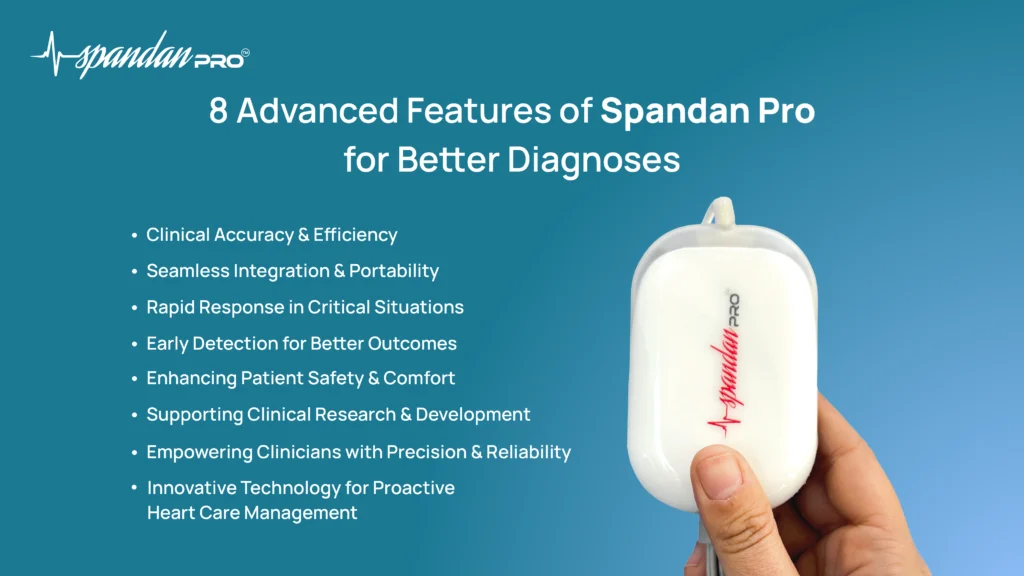 spandan PRO™
8 Advanced Features of Spandan Pro
for Better Diagnoses
• Clinical Accuracy & Efficiency
• Seamless Integration & Portability
• Rapid Response in Critical Situations
• Early Detection for Better Outcomes
• Enhancing Patient Safety & Comfort
• Supporting Clinical Research & Development
• Empowering Clinicians with Precision & Reliability
• Innovative Technology for Proactive
Heart Care Management
spandan PRO